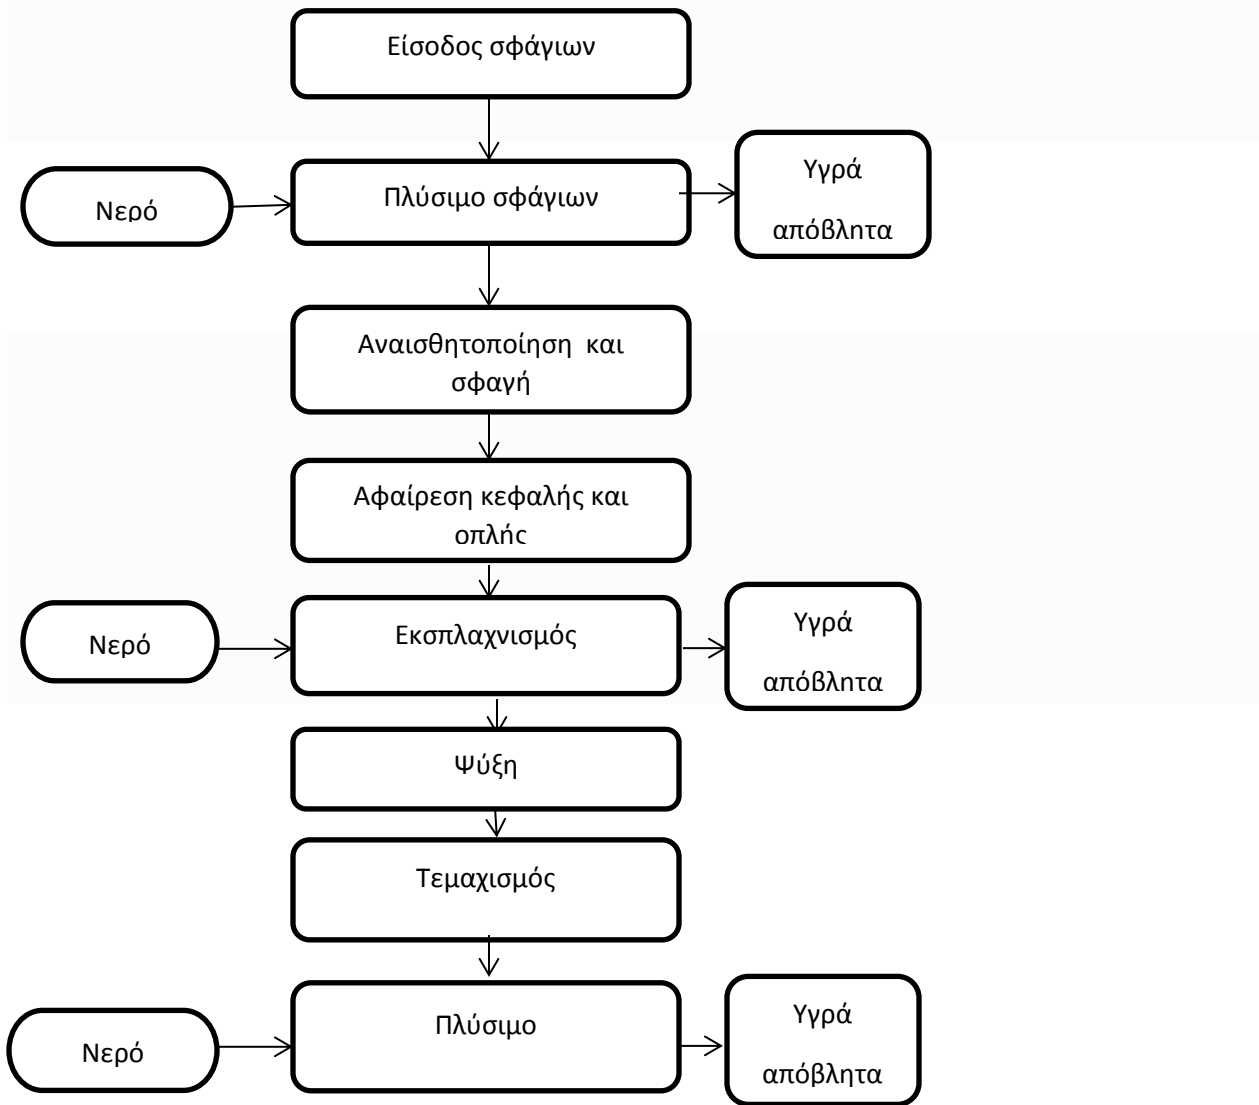 Είσοδος σφάγιων
Νερό
Πλύσιμο σφάγιων
Υγρά
απόβλητα
Αναισθητοποίηση και
σφαγή
Αφαίρεση κεφαλής και
οπλής
Νερό
Εκσπλαχνισμός
Υγρά
απόβλητα
Ψύξη
Τεμαχισμός
Νερό
Πλύσιμο
Υγρά
απόβλητα